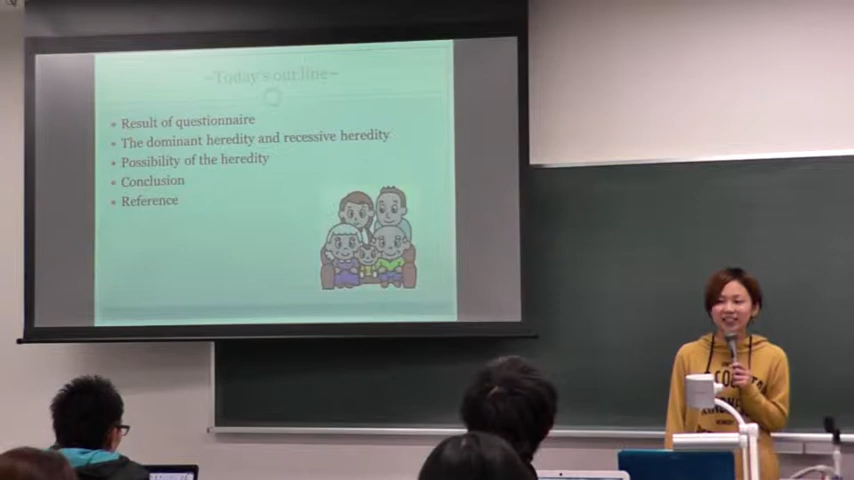 ~Today's outline~
• Result of questionnaire
• The dominant heredity and recessive heredity
• Possibility of the heredity
• Conclusion
• Reference